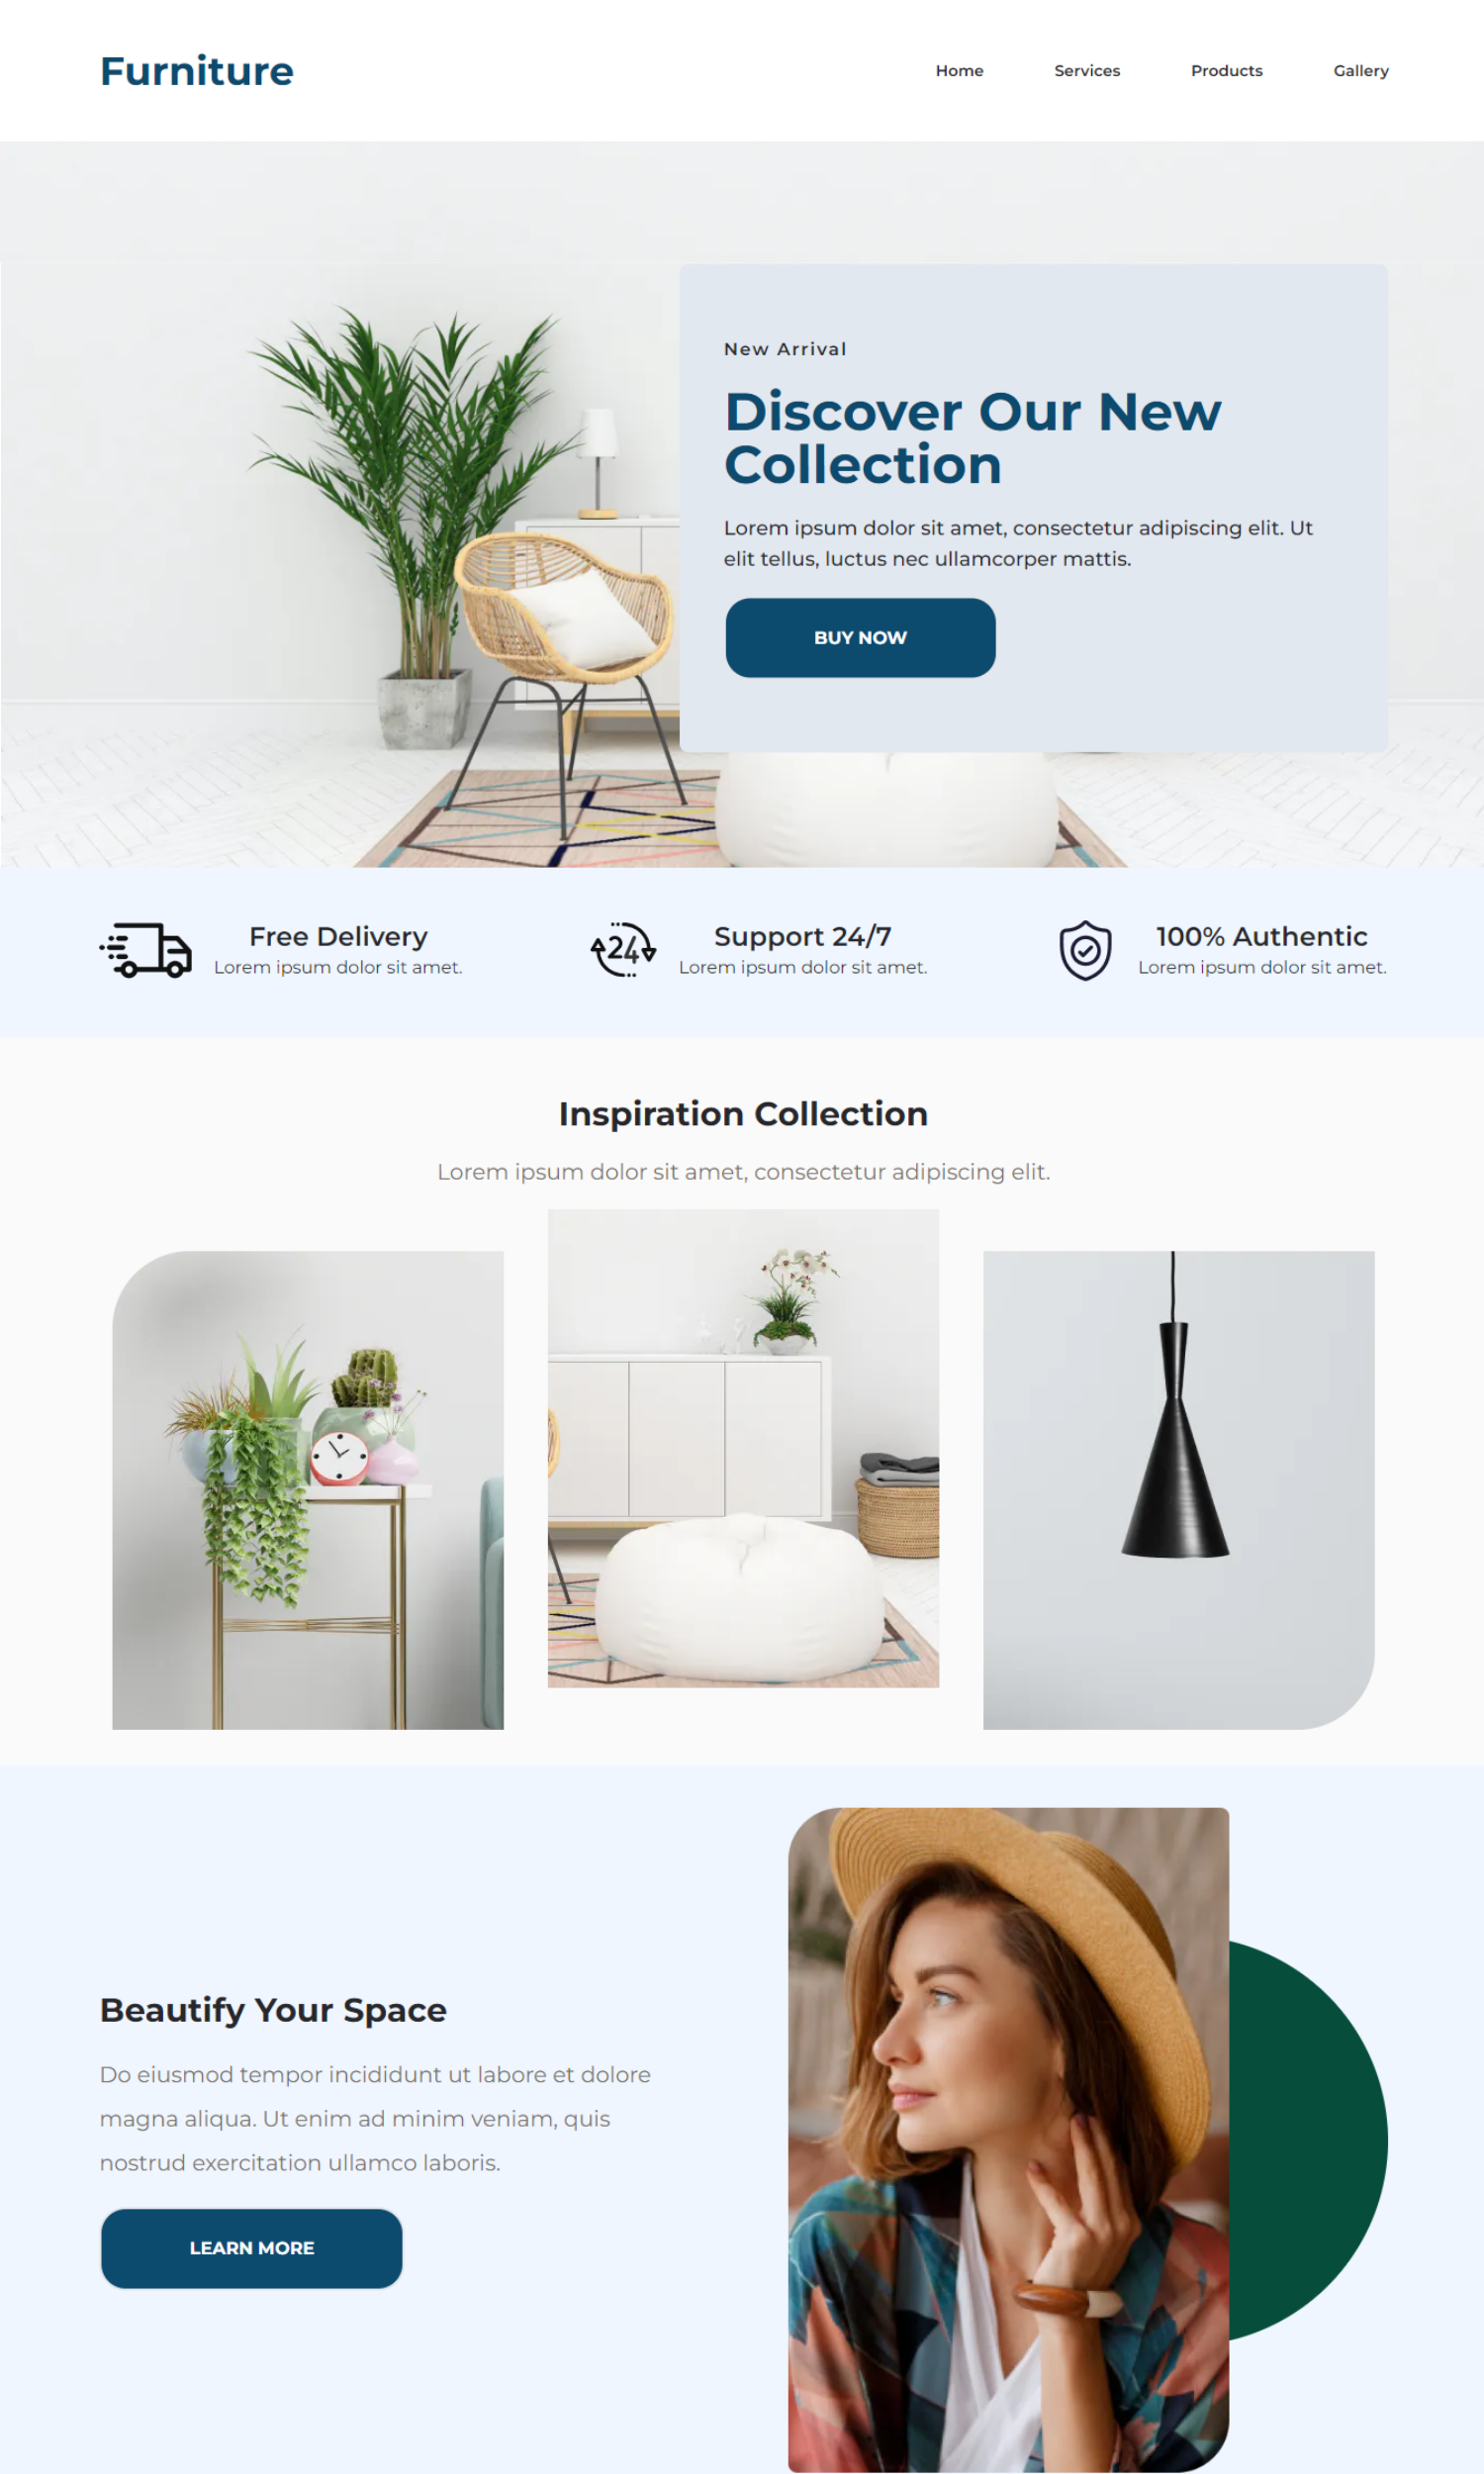 Furniture
Home Services Products Gallery
New Arrival
Discover Our New
Collection
Lorem ipsum dolor sit amet, consectetur adipiscing elit. Ut
elit tellus, luctus nec ullamcorper mattis.
BUY NOW
Free Delivery
Lorem ipsum dolor sit amet.
24
Support 24/7
Lorem ipsum dolor sit amet.
100% Authentic
Lorem ipsum dolor sit amet.
Inspiration Collection
Lorem ipsum dolor sit amet, consectetur adipiscing elit.
Beautify Your Space
Do eiusmod tempor incididunt ut labore et dolore
magna aliqua. Ut enim ad minim veniam, quis
nostrud exercitation ullamco laboris.
LEARN MORE